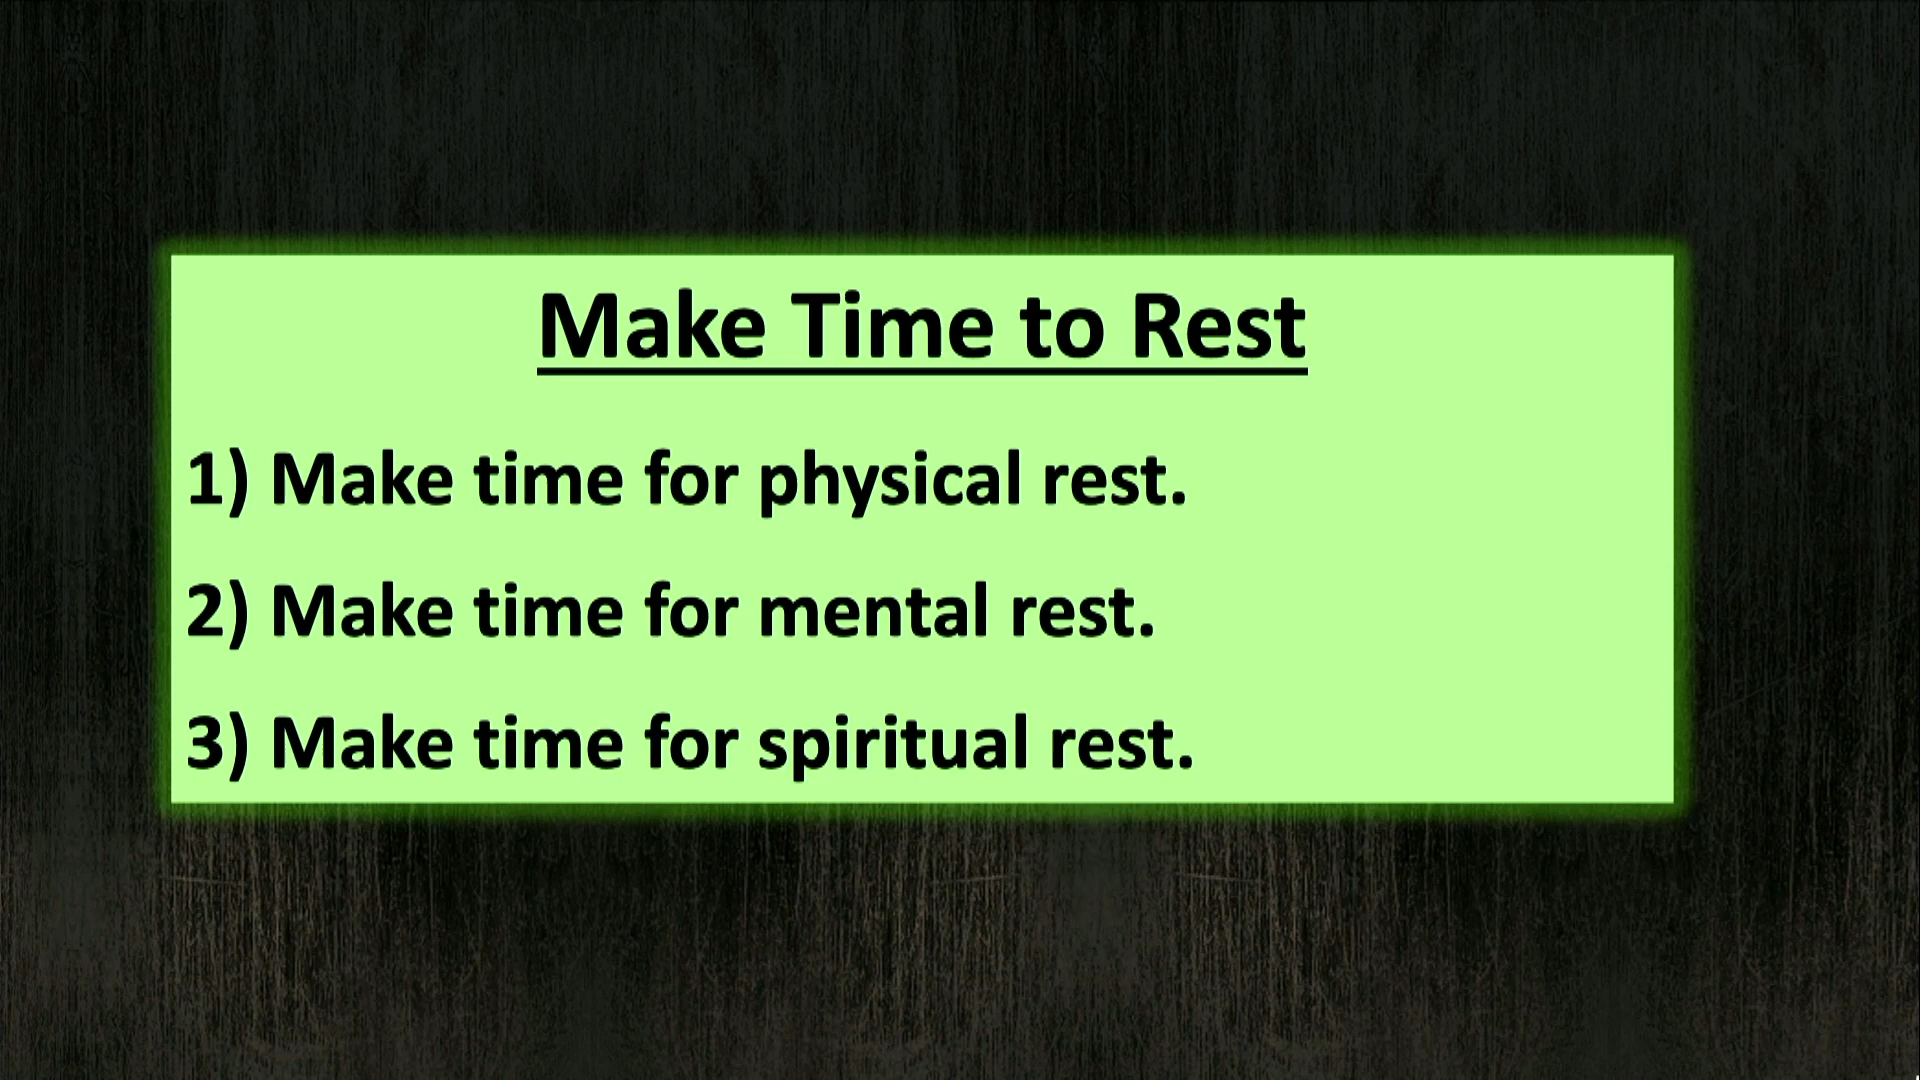 Make Time to Rest
1) Make time for physical rest.
2) Make time for mental rest.
3) Make time for spiritual rest.